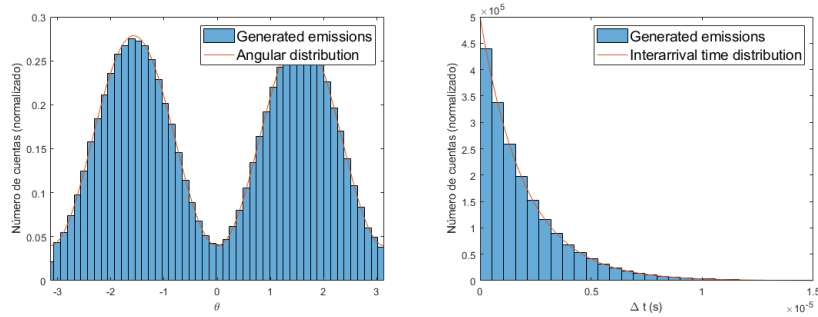 0.3
0.25
0.2
0.15
0.1
0.05
0
Número de cuentas (normalizado)
-3 -2 -1 0 1 2 3
θ
Generated emissions
Angular distribution
×10⁵
5
4.5
4
3.5
3
2.5
2
1.5
1
0.5
0
Número de cuentas (normalizado)
0 0.5 1 1.5
×10⁻⁵
Δ t (s)
Generated emissions
Interarrival time distribution